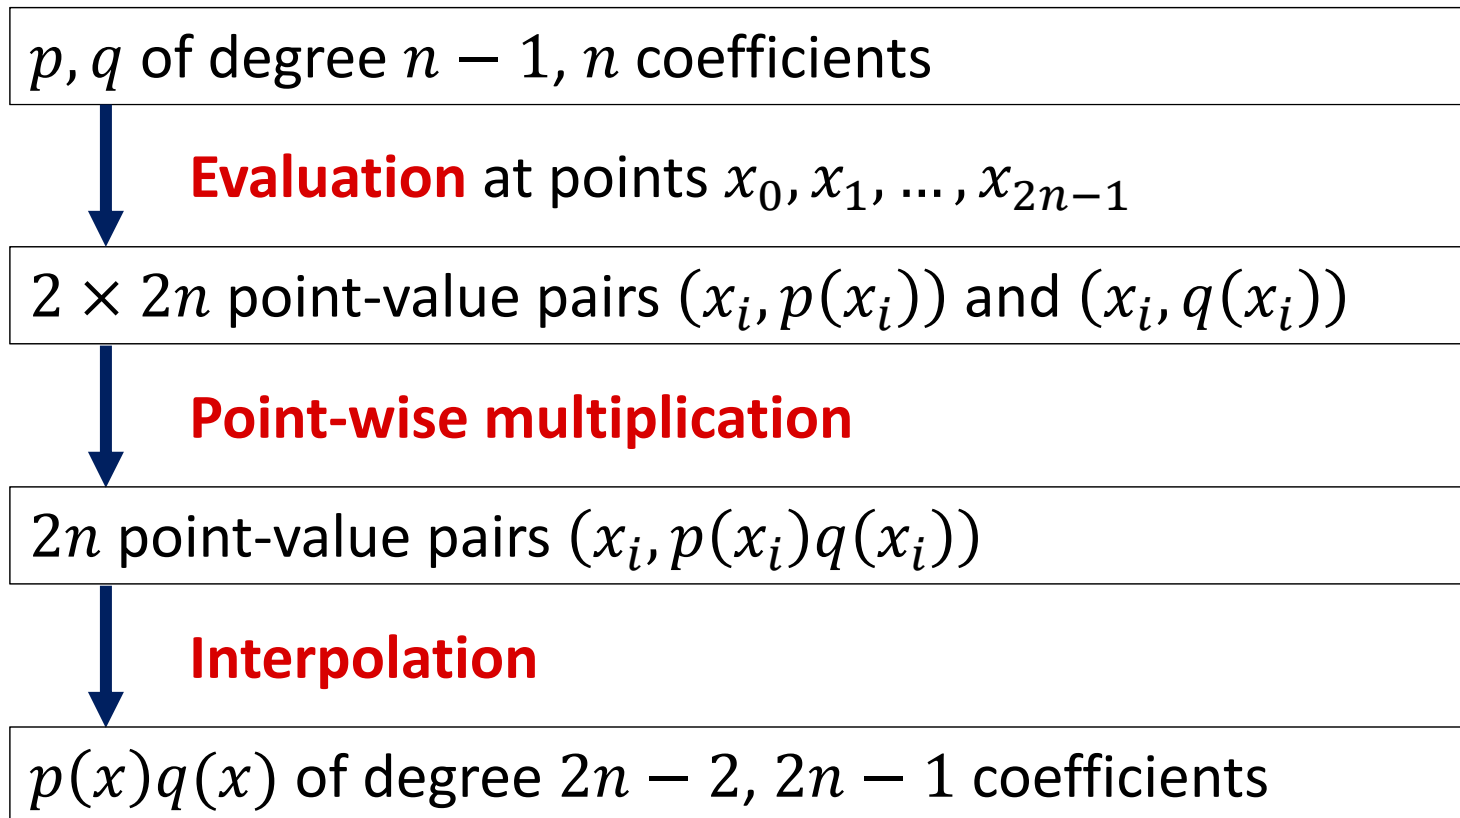 p, q of degree n − 1, n coefficients
Evaluation at points x₀, x₁, … , x₂ₙ₋₁
2 × 2n point-value pairs (xᵢ, p(xᵢ)) and (xᵢ, q(xᵢ))
Point-wise multiplication
2n point-value pairs (xᵢ, p(xᵢ)q(xᵢ))
Interpolation
p(x)q(x) of degree 2n − 2, 2n − 1 coefficients